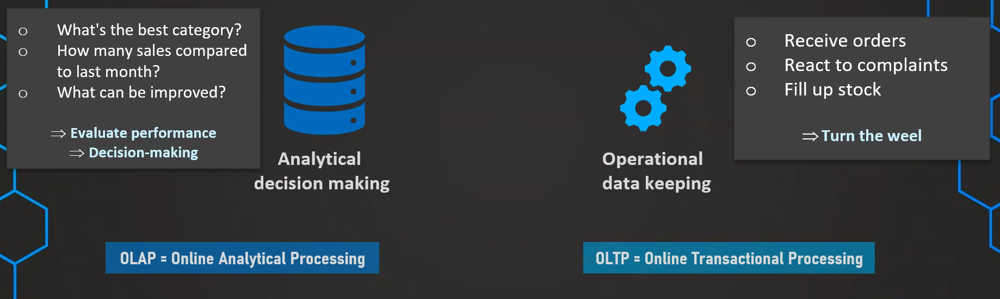 o What's the best category?
o How many sales compared
to last month?
o What can be improved?
⇒ Evaluate performance
⇒ Decision-making
Analytical
decision making
OLAP = Online Analytical Processing
Operational
data keeping
o Receive orders
o React to complaints
o Fill up stock
⇒ Turn the weel
OLTP = Online Transactional Processing